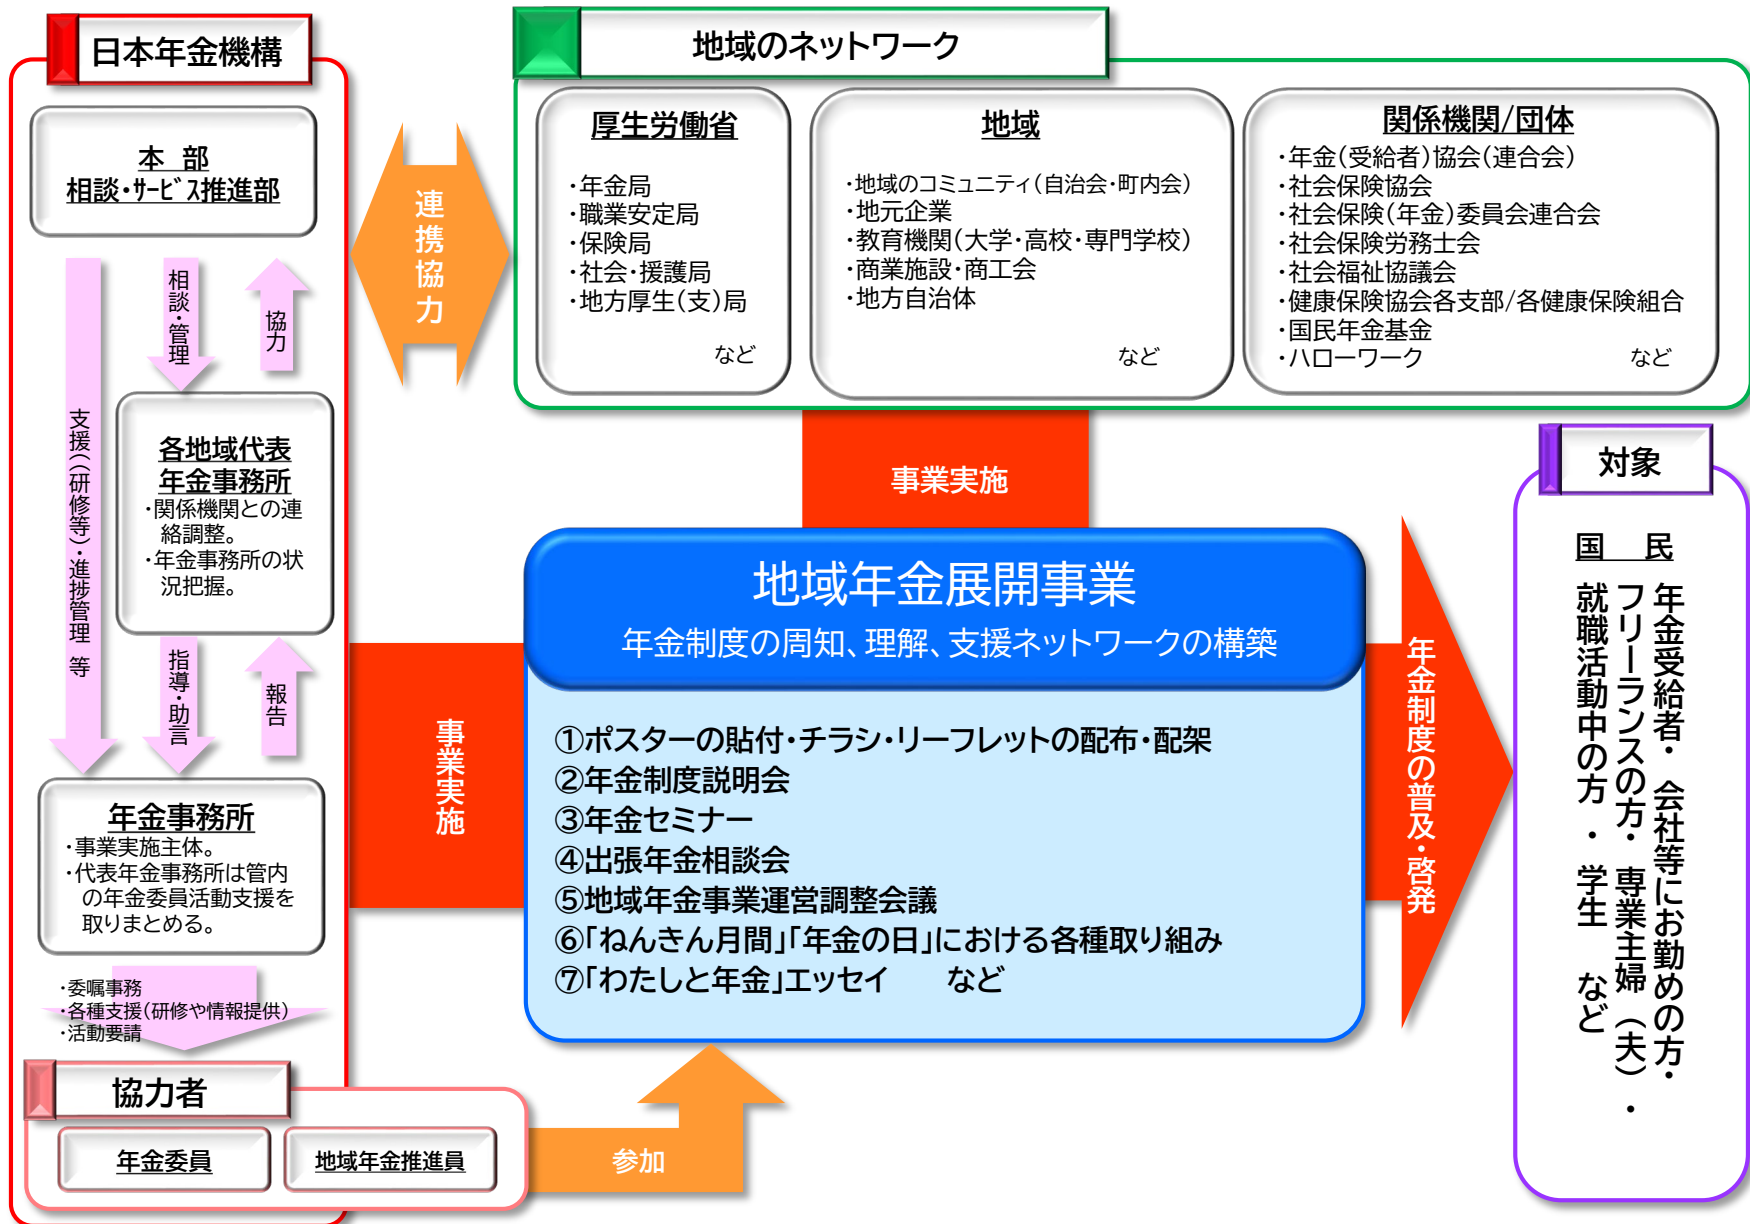 日本年金機構
本 部
相談・サービス推進部
支援(研修等)・進捗管理 等
相談・管理
協力
各地域代表
年金事務所
・関係機関との連
絡調整。
・年金事務所の状
況把握。
指導・助言
報告
年金事務所
・事業実施主体。
・代表年金事務所は管内
の年金委員活動支援を
取りまとめる。
・委嘱事務
・各種支援(研修や情報提供)
・活動要請
協力者
年金委員
地域年金推進員
連携協力
地域のネットワーク
厚生労働省
・年金局
・職業安定局
・保険局
・社会・援護局
・地方厚生(支)局
など
地域
・地域のコミュニティ(自治会・町内会)
・地元企業
・教育機関(大学・高校・専門学校)
・商業施設・商工会
・地方自治体
など
関係機関/団体
・年金(受給者)協会(連合会)
・社会保険協会
・社会保険(年金)委員会連合会
・社会保険労務士会
・社会福祉協議会
・健康保険協会各支部/各健康保険組合
・国民年金基金
・ハローワーク など
事業実施
事業実施
地域年金展開事業
年金制度の周知、理解、支援ネットワークの構築
①ポスターの貼付・チラシ・リーフレットの配布・配架
②年金制度説明会
③年金セミナー
④出張年金相談会
⑤地域年金事業運営調整会議
⑥「ねんきん月間」「年金の日」における各種取り組み
⑦「わたしと年金」エッセイ など
参加
年金制度の普及・啓発
対象
国 民
年金受給者・ 会社等にお勤めの方・
フリーランスの方・ 専業主婦(夫)・
就職活動中の方 ・ 学生 など